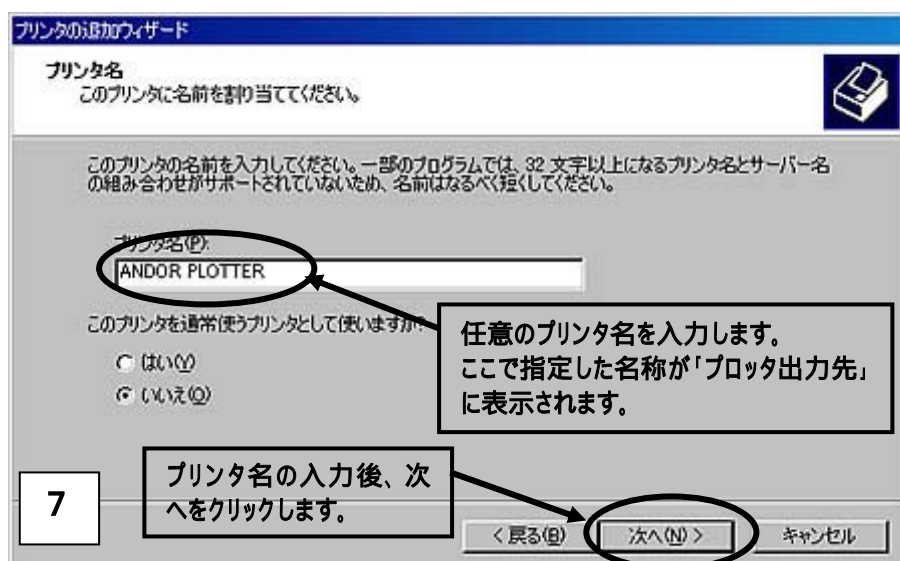 プリンタの追加ウィザード
プリンタ名
このプリンタに名前を割り当ててください。
このプリンタの名前を入力してください。一部のプログラムでは、32 文字以上になるプリンタ名とサーバー名
の組み合わせがサポートされていないため、名前はなるべく短くしてください。
プリンタ名(P):
ANDOR PLOTTER
このプリンタを通常使うプリンタとして使いますか?
はい(Y)
いいえ(O)
任意のプリンタ名を入力します。
ここで指定した名称が「プロッタ出力先」
に表示されます。
プリンタ名の入力後、次
へをクリックします。
7
< 戻る(B)
次へ(N) >
キャンセル